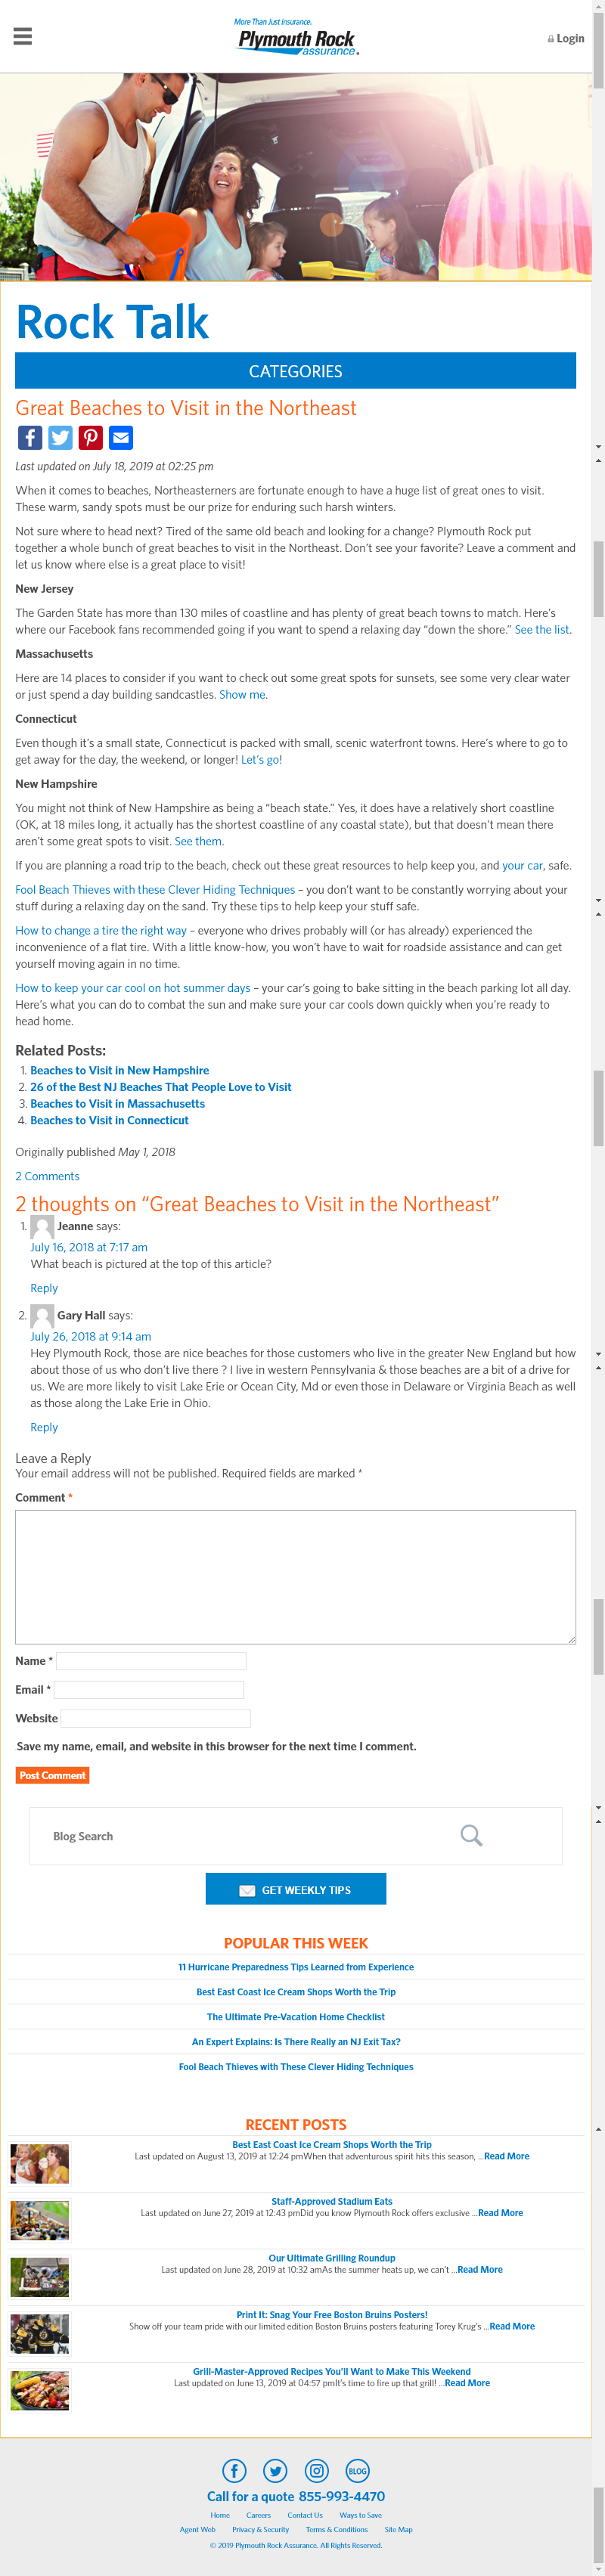 More Than Just Insurance.
Plymouth Rock
assurance®
Login
Rock Talk
CATEGORIES
Great Beaches to Visit in the Northeast
Last updated on July 18, 2019 at 02:25 pm
When it comes to beaches, Northeasterners are fortunate enough to have a huge list of great ones to visit.
These warm, sandy spots must be our prize for enduring such harsh winters.
Not sure where to head next? Tired of the same old beach and looking for a change? Plymouth Rock put
together a whole bunch of great beaches to visit in the Northeast. Don't see your favorite? Leave a comment and
let us know where else is a great place to visit!
New Jersey
The Garden State has more than 130 miles of coastline and has plenty of great beach towns to match. Here's
where our Facebook fans recommended going if you want to spend a relaxing day "down the shore." See the list.
Massachusetts
Here are 14 places to consider if you want to check out some great spots for sunsets, see some very clear water
or just spend a day building sandcastles. Show me.
Connecticut
Even though it's a small state, Connecticut is packed with small, scenic waterfront towns. Here's where to go to
get away for the day, the weekend, or longer! Let's go!
New Hampshire
You might not think of New Hampshire as being a "beach state." Yes, it does have a relatively short coastline
(OK, at 18 miles long, it actually has the shortest coastline of any coastal state), but that doesn't mean there
aren't some great spots to visit. See them.
If you are planning a road trip to the beach, check out these great resources to help keep you, and your car, safe.
Fool Beach Thieves with these Clever Hiding Techniques – you don't want to be constantly worrying about your
stuff during a relaxing day on the sand. Try these tips to help keep your stuff safe.
How to change a tire the right way – everyone who drives probably will (or has already) experienced the
inconvenience of a flat tire. With a little know-how, you won't have to wait for roadside assistance and can get
yourself moving again in no time.
How to keep your car cool on hot summer days – your car's going to bake sitting in the beach parking lot all day.
Here's what you can do to combat the sun and make sure your car cools down quickly when you're ready to
head home.
Related Posts:
1. Beaches to Visit in New Hampshire
2. 26 of the Best NJ Beaches That People Love to Visit
3. Beaches to Visit in Massachusetts
4. Beaches to Visit in Connecticut
Originally published May 1, 2018
2 Comments
2 thoughts on "Great Beaches to Visit in the Northeast"
1. Jeanne says:
July 16, 2018 at 7:17 am
What beach is pictured at the top of this article?
Reply
2. Gary Hall says:
July 26, 2018 at 9:14 am
Hey Plymouth Rock, those are nice beaches for those customers who live in the greater New England but how
about those of us who don't live there ? I live in western Pennsylvania & those beaches are a bit of a drive for
us. We are more likely to visit Lake Erie or Ocean City, Md or even those in Delaware or Virginia Beach as well
as those along the Lake Erie in Ohio.
Reply
Leave a Reply
Your email address will not be published. Required fields are marked *
Comment *
Name *
Email *
Website
Save my name, email, and website in this browser for the next time I comment.
Post Comment
Blog Search
GET WEEKLY TIPS
POPULAR THIS WEEK
11 Hurricane Preparedness Tips Learned from Experience
Best East Coast Ice Cream Shops Worth the Trip
The Ultimate Pre-Vacation Home Checklist
An Expert Explains: Is There Really an NJ Exit Tax?
Fool Beach Thieves with These Clever Hiding Techniques
RECENT POSTS
Best East Coast Ice Cream Shops Worth the Trip
Last updated on August 13, 2019 at 12:24 pmWhen that adventurous spirit hits this season, ...Read More
Staff-Approved Stadium Eats
Last updated on June 27, 2019 at 12:43 pmDid you know Plymouth Rock offers exclusive ...Read More
Our Ultimate Grilling Roundup
Last updated on June 28, 2019 at 10:32 amAs the summer heats up, we can't ...Read More
Print It: Snag Your Free Boston Bruins Posters!
Show off your team pride with our limited edition Boston Bruins posters featuring Torey Krug's ...Read More
Grill-Master-Approved Recipes You'll Want to Make This Weekend
Last updated on June 13, 2019 at 04:57 pmIt's time to fire up that grill! ...Read More
BLOG
Call for a quote 855-993-4470
Home Careers Contact Us Ways to Save
Agent Web Privacy & Security Terms & Conditions Site Map
© 2019 Plymouth Rock Assurance. All Rights Reserved.